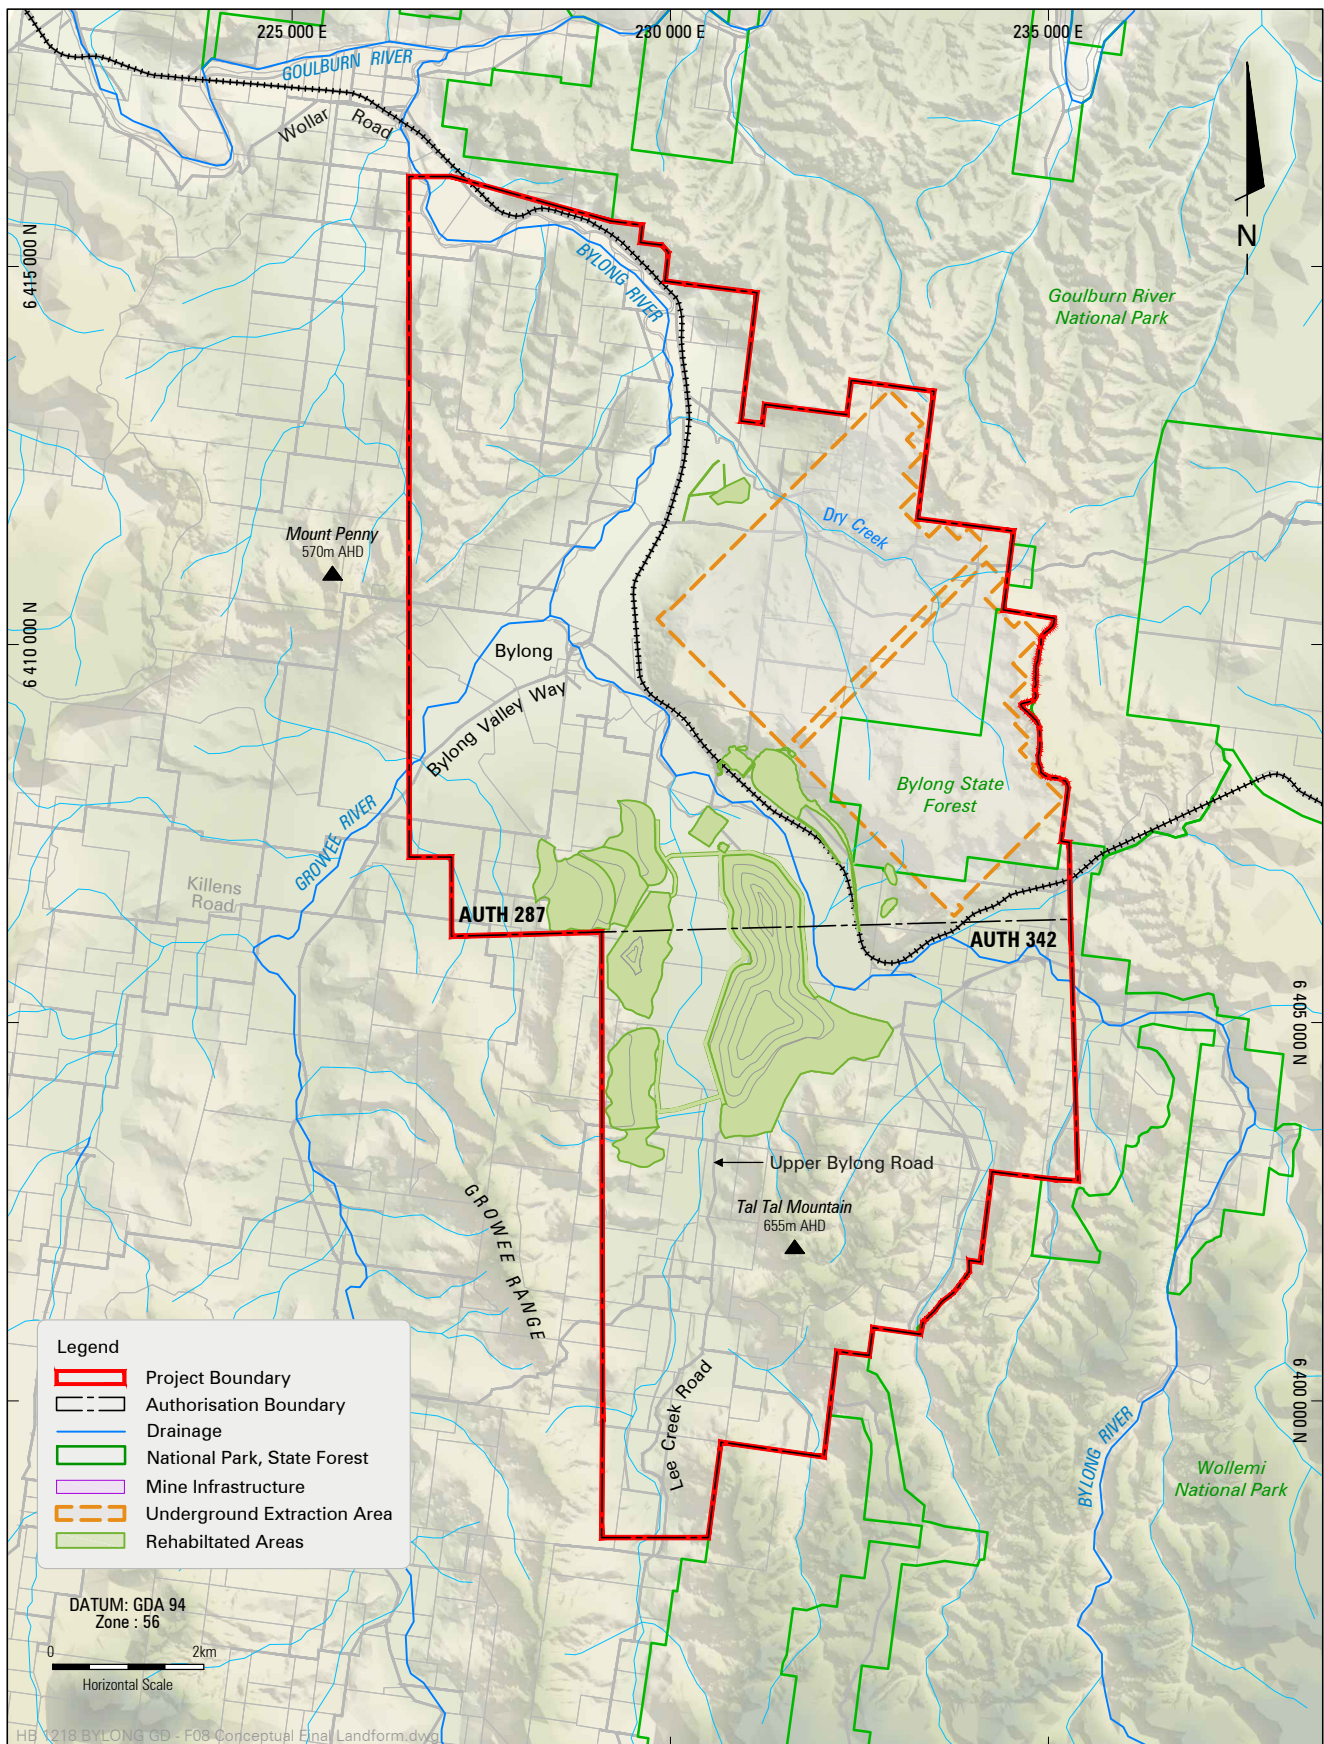 225 000 E
230 000 E
235 000 E
GOULBURN RIVER
Wollar Road
N
6 415 000 N
BYLONG RIVER
Goulburn River
National Park
Mount Penny
570m AHD
Dry Creek
6 410 000 N
Bylong
Bylong Valley Way
Bylong State
Forest
GROWEE RIVER
Killens
Road
AUTH 287
AUTH 342
6 405 000 N
Upper Bylong Road
GROWEE RANGE
Tal Tal Mountain
655m AHD
Lee Creek Road
6 400 000 N
BYLONG RIVER
Wollemi
National Park
Legend
Project Boundary
Authorisation Boundary
Drainage
National Park, State Forest
Mine Infrastructure
Underground Extraction Area
Rehabiltated Areas
DATUM: GDA 94
Zone : 56
0 2km
Horizontal Scale
HB 1218 BYLONG GD - F08 Conceptual Final Landform.dwg